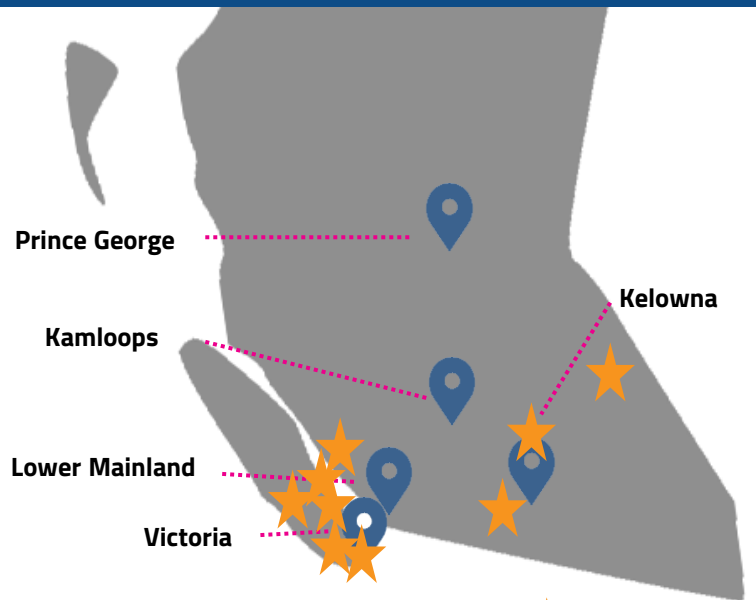 Prince George
Kelowna
Kamloops
Lower Mainland
Victoria